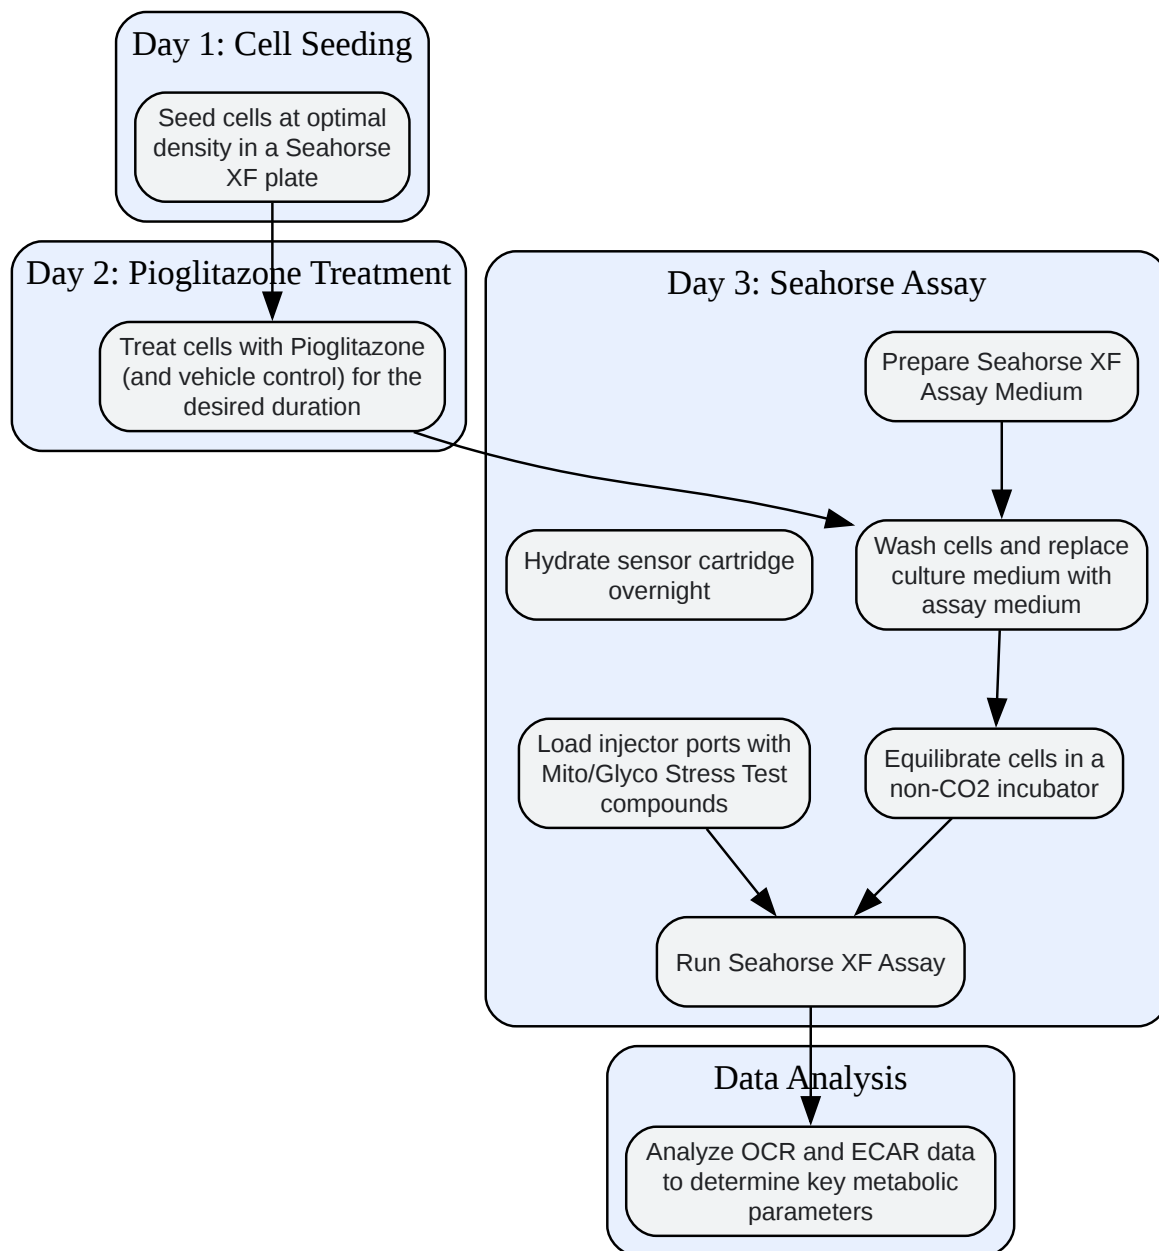 Day 1: Cell Seeding
Seed cells at optimal
density in a Seahorse
XF plate
Day 2: Pioglitazone Treatment
Treat cells with Pioglitazone
(and vehicle control) for the
desired duration
Day 3: Seahorse Assay
Prepare Seahorse XF
Assay Medium
Hydrate sensor cartridge
overnight
Wash cells and replace
culture medium with
assay medium
Load injector ports with
Mito/Glyco Stress Test
compounds
Equilibrate cells in a
non-CO2 incubator
Run Seahorse XF Assay
Data Analysis
Analyze OCR and ECAR data
to determine key metabolic
parameters